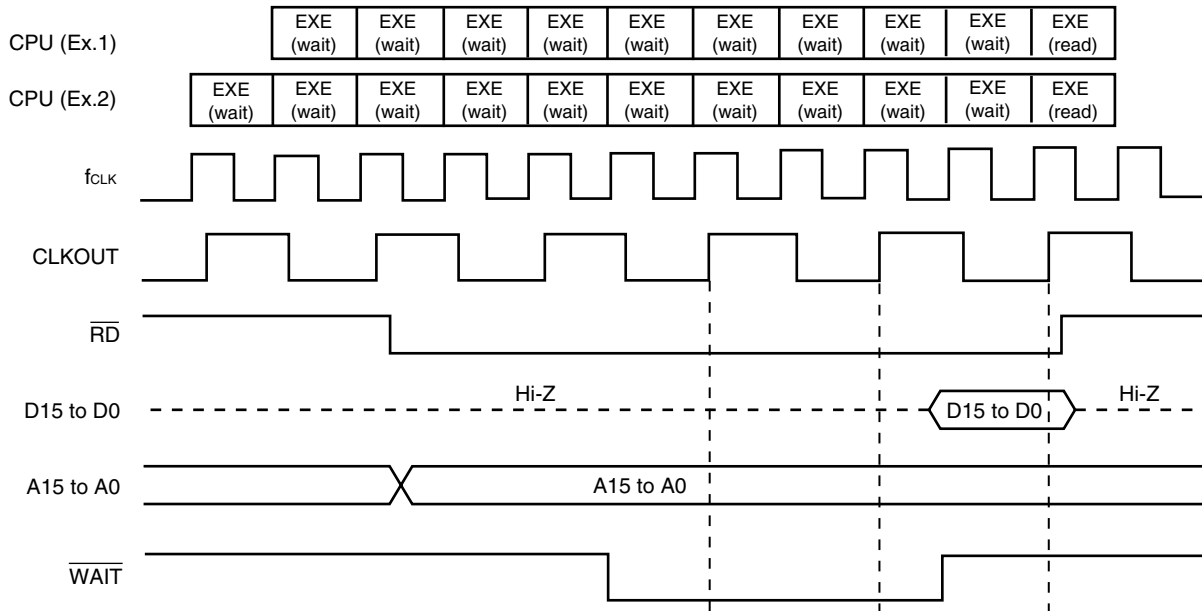 CPU (Ex.1)
EXE (wait) EXE (wait) EXE (wait) EXE (wait) EXE (wait) EXE (wait) EXE (wait) EXE (wait) EXE (wait) EXE (read)
CPU (Ex.2)
EXE (wait) EXE (wait) EXE (wait) EXE (wait) EXE (wait) EXE (wait) EXE (wait) EXE (wait) EXE (wait) EXE (wait) EXE (read)
fCLK
CLKOUT
RD
D15 to D0 Hi-Z D15 to D0 Hi-Z
A15 to A0 A15 to A0
WAIT